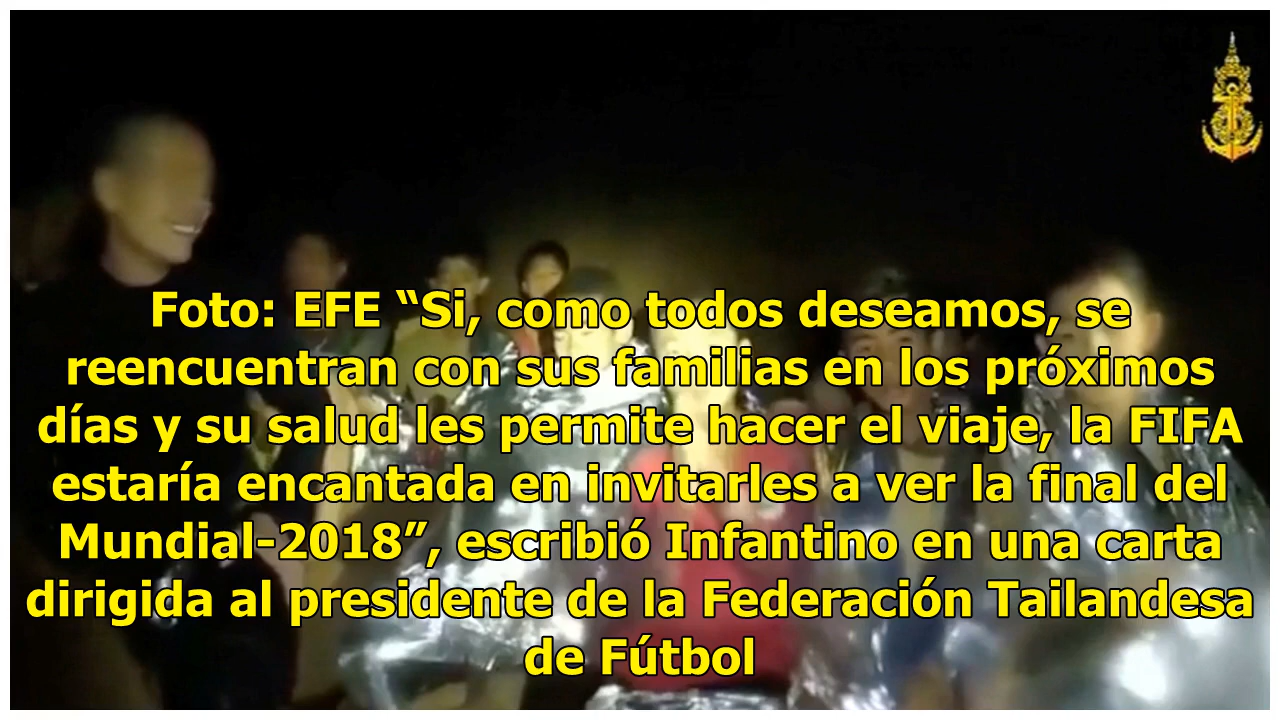 Foto: EFE “Si, como todos deseamos, se
reencuentran con sus familias en los próximos
días y su salud les permite hacer el viaje, la FIFA
estaría encantada en invitarles a ver la final del
Mundial-2018”, escribió Infantino en una carta
dirigida al presidente de la Federación Tailandesa
de Fútbol